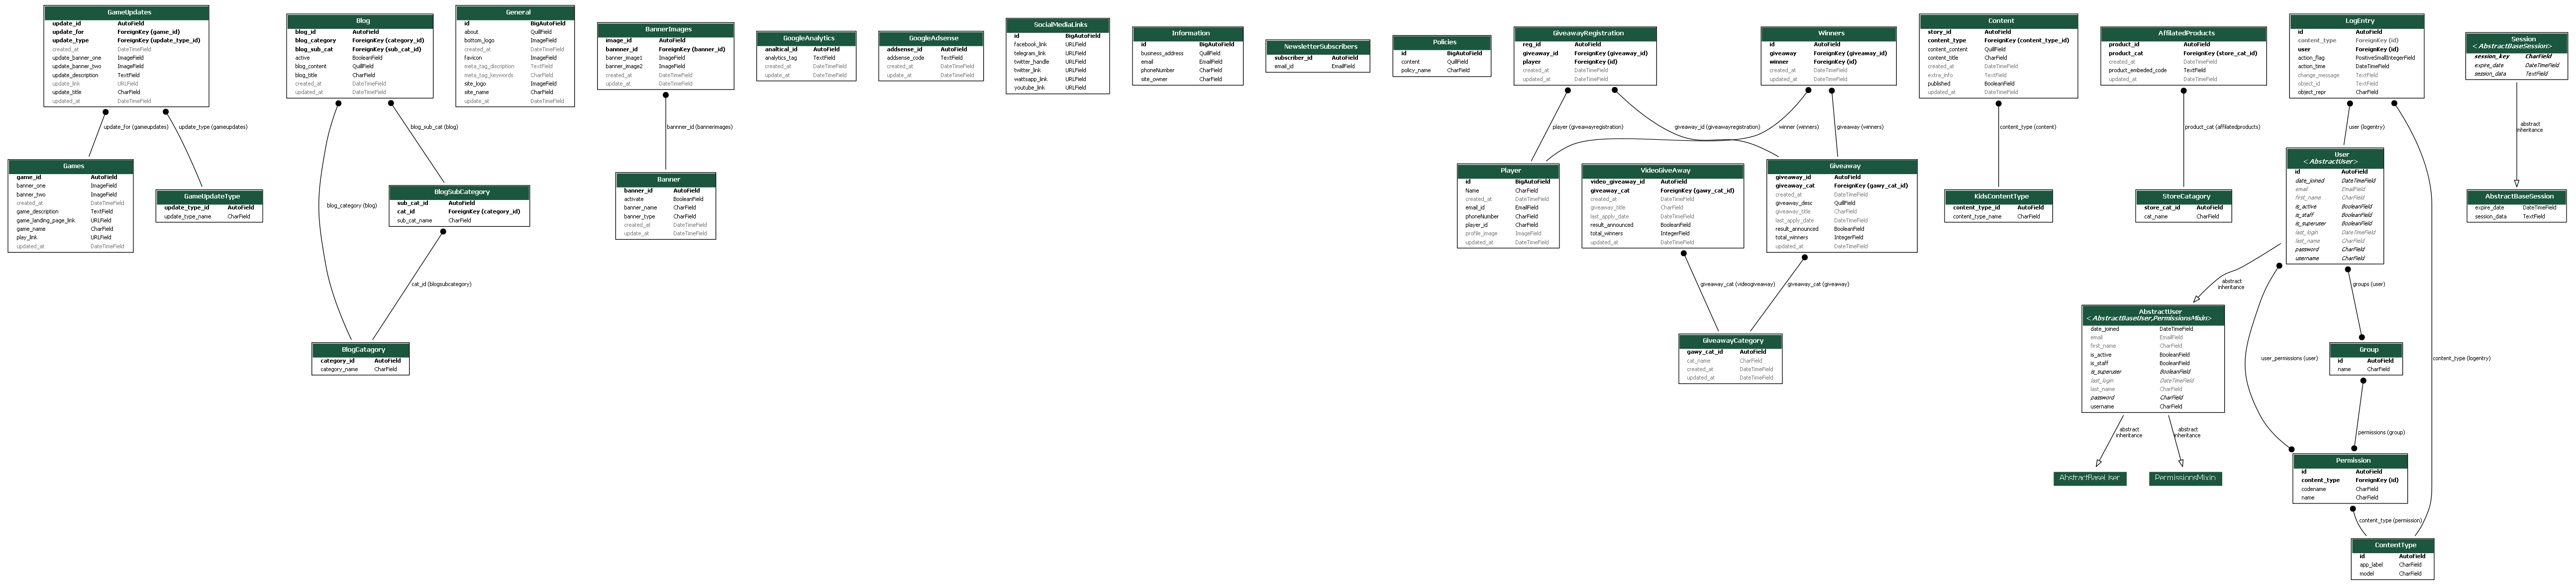 GameUpdates
update_id AutoField
update_for ForeignKey (game_id)
update_type ForeignKey (update_type_id)
created_at DateTimeField
update_banner_one ImageField
update_banner_two ImageField
update_description TextField
update_link URLField
update_title CharField
updated_at DateTimeField
update_for (gameupdates)
update_type (gameupdates)
Games
game_id AutoField
banner_one ImageField
banner_two ImageField
created_at DateTimeField
game_description TextField
game_landing_page_link URLField
game_name CharField
play_link URLField
updated_at DateTimeField
GameUpdateType
update_type_id AutoField
update_type_name CharField
Blog
blog_id AutoField
blog_category ForeignKey (category_id)
blog_sub_cat ForeignKey (sub_cat_id)
active BooleanField
blog_content QuillField
blog_title CharField
created_at DateTimeField
updated_at DateTimeField
blog_sub_cat (blog)
blog_category (blog)
BlogSubCategory
sub_cat_id AutoField
cat_id ForeignKey (category_id)
sub_cat_name CharField
cat_id (blogsubcategory)
BlogCatagory
category_id AutoField
category_name CharField
General
id BigAutoField
about QuillField
bottom_logo ImageField
created_at DateTimeField
favicon ImageField
meta_tag_discription TextField
meta_tag_keywords CharField
site_logo ImageField
site_name CharField
update_at DateTimeField
BannerImages
image_id AutoField
bannner_id ForeignKey (banner_id)
banner_image1 ImageField
banner_image2 ImageField
created_at DateTimeField
update_at DateTimeField
bannner_id (bannerimages)
Banner
banner_id AutoField
activate BooleanField
banner_name CharField
banner_type CharField
created_at DateTimeField
update_at DateTimeField
GoogleAnalytics
analtical_id AutoField
analytics_tag TextField
created_at DateTimeField
update_at DateTimeField
GoogleAdsense
addsense_id AutoField
addsense_code TextField
created_at DateTimeField
update_at DateTimeField
SocialMediaLinks
id BigAutoField
facebook_link URLField
telegram_link URLField
twitter_handle URLField
twitter_link URLField
wattsapp_link URLField
youtube_link URLField
Information
id BigAutoField
business_address QuillField
email EmailField
phoneNumber CharField
site_owner CharField
NewsletterSubscribers
subscriber_id AutoField
email_id EmailField
Policies
id BigAutoField
content QuillField
policy_name CharField
GiveawayRegistration
reg_id AutoField
giveaway_id ForeignKey (giveaway_id)
player ForeignKey (id)
created_at DateTimeField
updated_at DateTimeField
Winners
id AutoField
giveaway ForeignKey (giveaway_id)
winner ForeignKey (id)
created_at DateTimeField
updated_at DateTimeField
player (giveawayregistration)
giveaway_id (giveawayregistration)
winner (winners)
giveaway (winners)
Player
id BigAutoField
Name CharField
created_at DateTimeField
email_id EmailField
phoneNumber CharField
player_id CharField
profile_image ImageField
updated_at DateTimeField
VideoGiveAway
video_giveaway_id AutoField
giveaway_cat ForeignKey (gawy_cat_id)
created_at DateTimeField
giveaway_title CharField
last_apply_date DateTimeField
result_announced BooleanField
total_winners IntegerField
updated_at DateTimeField
Giveaway
giveaway_id AutoField
giveaway_cat ForeignKey (gawy_cat_id)
created_at DateTimeField
giveaway_desc QuillField
giveaway_title CharField
last_apply_date DateTimeField
result_announced BooleanField
total_winners IntegerField
updated_at DateTimeField
giveaway_cat (videogiveaway)
giveaway_cat (giveaway)
GiveawayCategory
gawy_cat_id AutoField
cat_name CharField
created_at DateTimeField
updated_at DateTimeField
Content
story_id AutoField
content_type ForeignKey (content_type_id)
content_content QuillField
content_title CharField
created_at DateTimeField
extra_info TextField
published BooleanField
updated_at DateTimeField
content_type (content)
KidsContentType
content_type_id AutoField
content_type_name CharField
AffilatedProducts
product_id AutoField
product_cat ForeignKey (store_cat_id)
created_at DateTimeField
product_embeded_code TextField
updated_at DateTimeField
product_cat (affilatedproducts)
StoreCatagory
store_cat_id AutoField
cat_name CharField
LogEntry
id AutoField
content_type ForeignKey (id)
user ForeignKey (id)
action_flag PositiveSmallIntegerField
action_time DateTimeField
change_message TextField
object_id TextField
object_repr CharField
user (logentry)
content_type (logentry)
User
<AbstractUser>
id AutoField
date_joined DateTimeField
email EmailField
first_name CharField
is_active BooleanField
is_staff BooleanField
is_superuser BooleanField
last_login DateTimeField
last_name CharField
password CharField
username CharField
abstract
inheritance
groups (user)
user_permissions (user)
AbstractUser
<AbstractBaseUser,PermissionsMixin>
date_joined DateTimeField
email EmailField
first_name CharField
is_active BooleanField
is_staff BooleanField
is_superuser BooleanField
last_login DateTimeField
last_name CharField
password CharField
username CharField
abstract
inheritance
abstract
inheritance
AbstractBaseUser
PermissionsMixin
Group
id AutoField
name CharField
permissions (group)
Permission
id AutoField
content_type ForeignKey (id)
codename CharField
name CharField
content_type (permission)
ContentType
id AutoField
app_label CharField
model CharField
Session
<AbstractBaseSession>
session_key CharField
expire_date DateTimeField
session_data TextField
abstract
inheritance
AbstractBaseSession
expire_date DateTimeField
session_data TextField